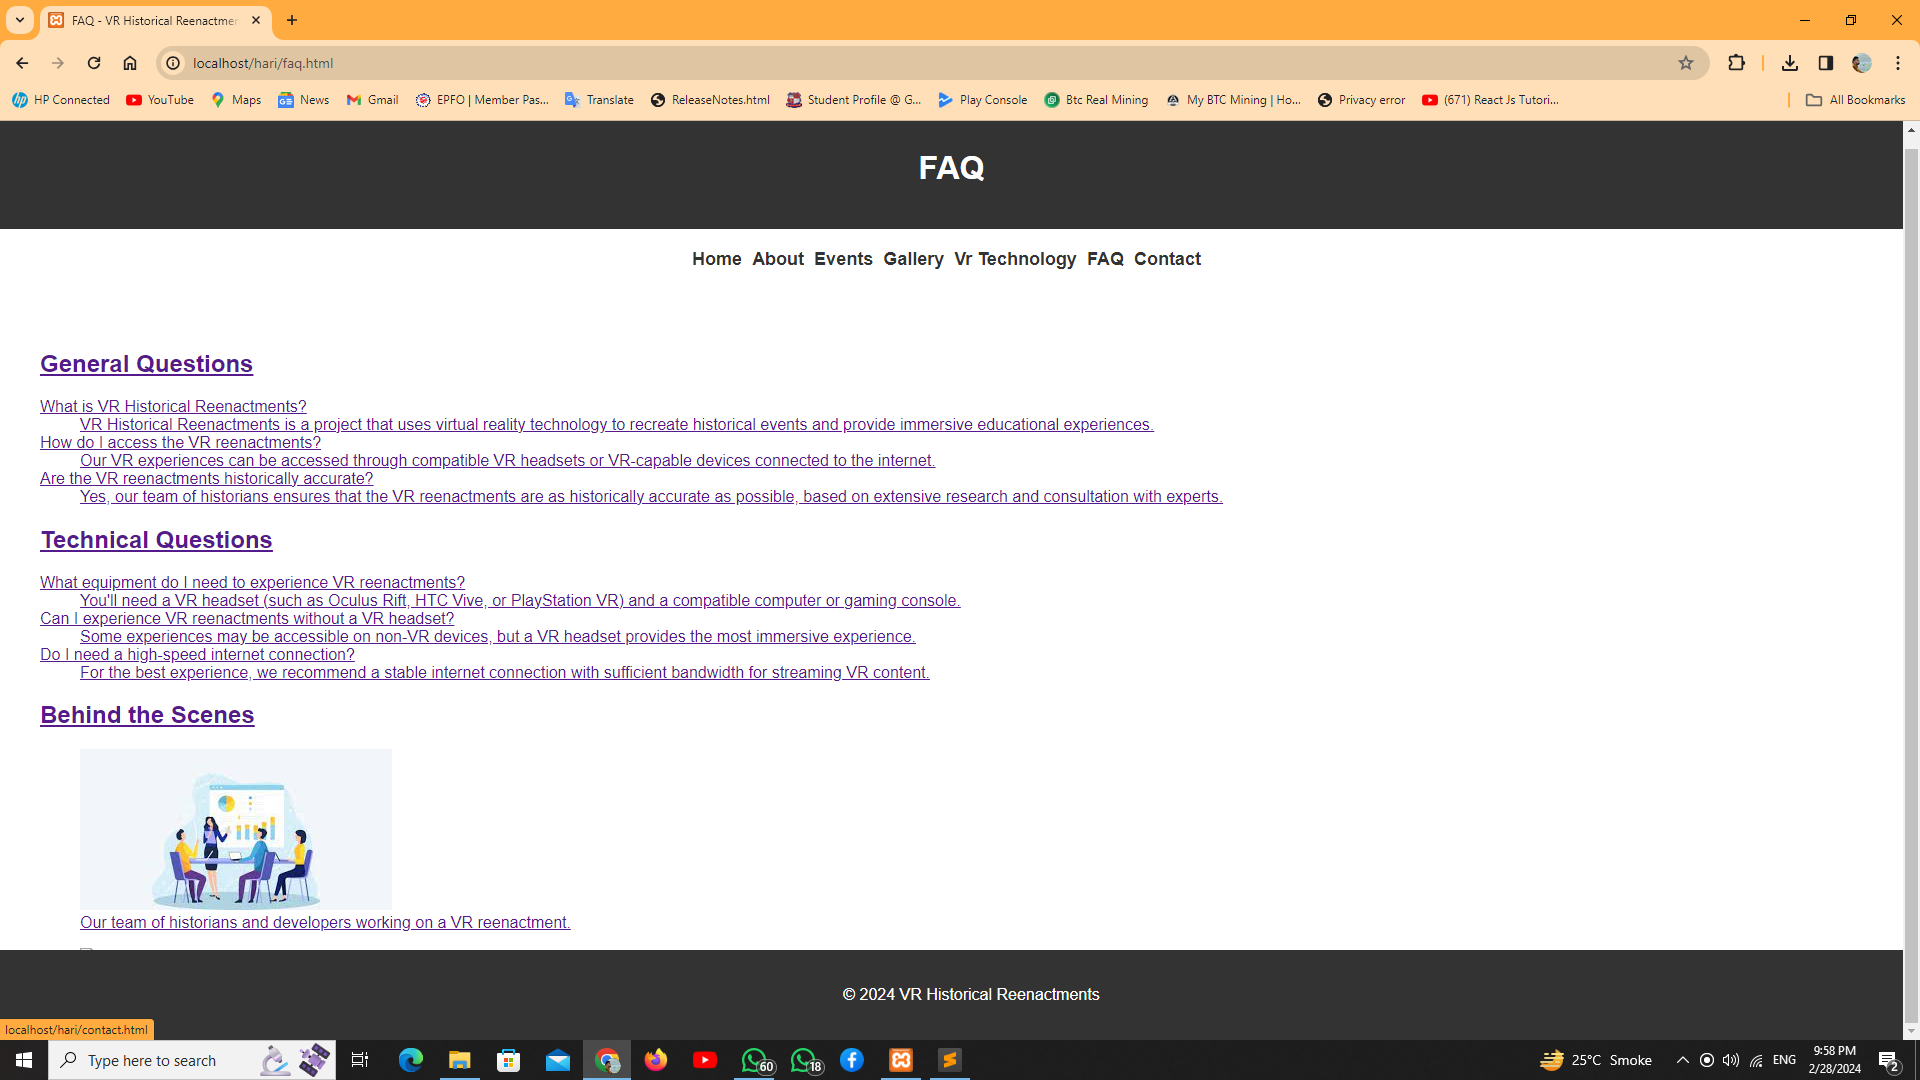 FAQ - VR Historical Reenactmen
localhost/hari/faq.html
HP Connected YouTube Maps News Gmail EPFO | Member Pas... Translate ReleaseNotes.html Student Profile @ G... Play Console Btc Real Mining My BTC Mining | Ho... Privacy error (671) React Js Tutori... All Bookmarks
FAQ
Home About Events Gallery Vr Technology FAQ Contact
General Questions
What is VR Historical Reenactments?
VR Historical Reenactments is a project that uses virtual reality technology to recreate historical events and provide immersive educational experiences.
How do I access the VR reenactments?
Our VR experiences can be accessed through compatible VR headsets or VR-capable devices connected to the internet.
Are the VR reenactments historically accurate?
Yes, our team of historians ensures that the VR reenactments are as historically accurate as possible, based on extensive research and consultation with experts.
Technical Questions
What equipment do I need to experience VR reenactments?
You'll need a VR headset (such as Oculus Rift, HTC Vive, or PlayStation VR) and a compatible computer or gaming console.
Can I experience VR reenactments without a VR headset?
Some experiences may be accessible on non-VR devices, but a VR headset provides the most immersive experience.
Do I need a high-speed internet connection?
For the best experience, we recommend a stable internet connection with sufficient bandwidth for streaming VR content.
Behind the Scenes
Our team of historians and developers working on a VR reenactment.
© 2024 VR Historical Reenactments
localhost/hari/contact.html
Type here to search 60 18 25°C Smoke ENG 9:58 PM 2
2/28/2024